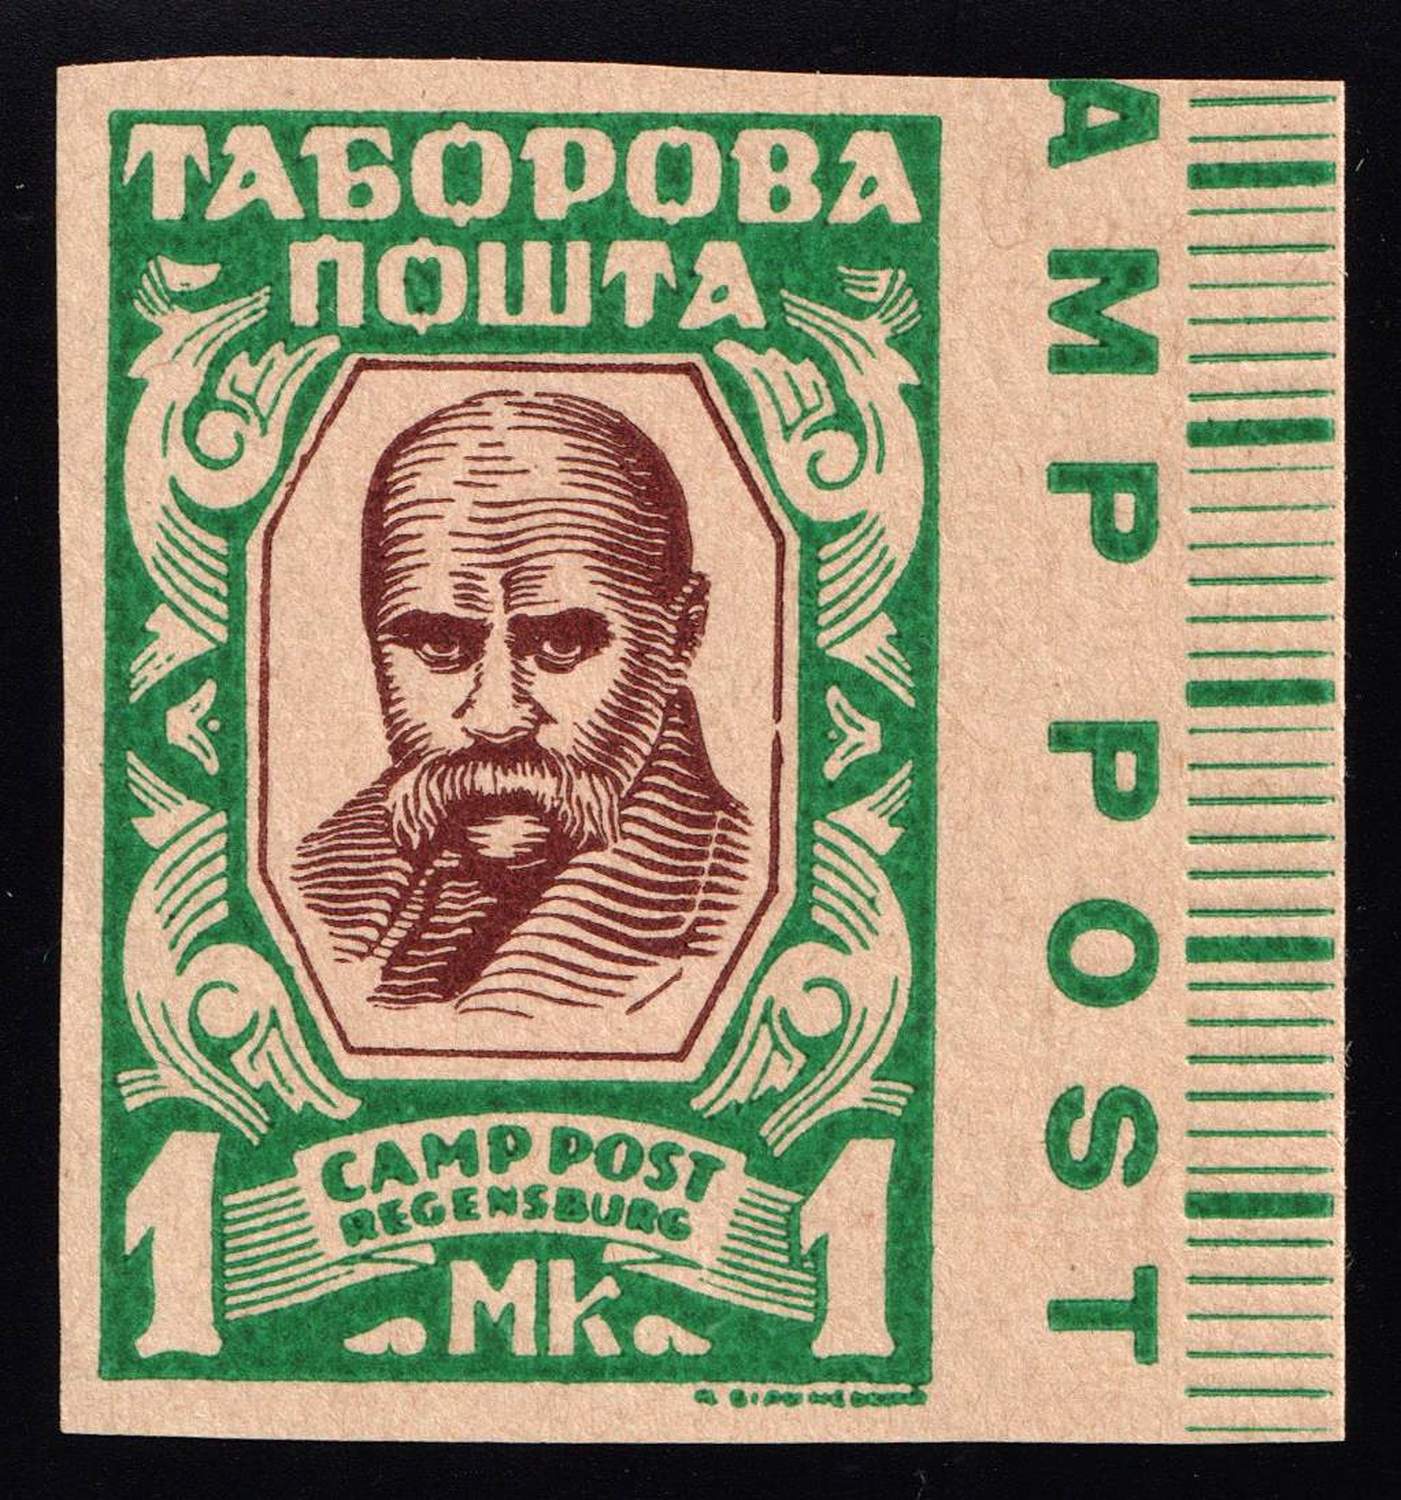 ТАБОРОВА
ПОШТА
CAMP POST
REGENSBURG
1 МК 1
AMP POST